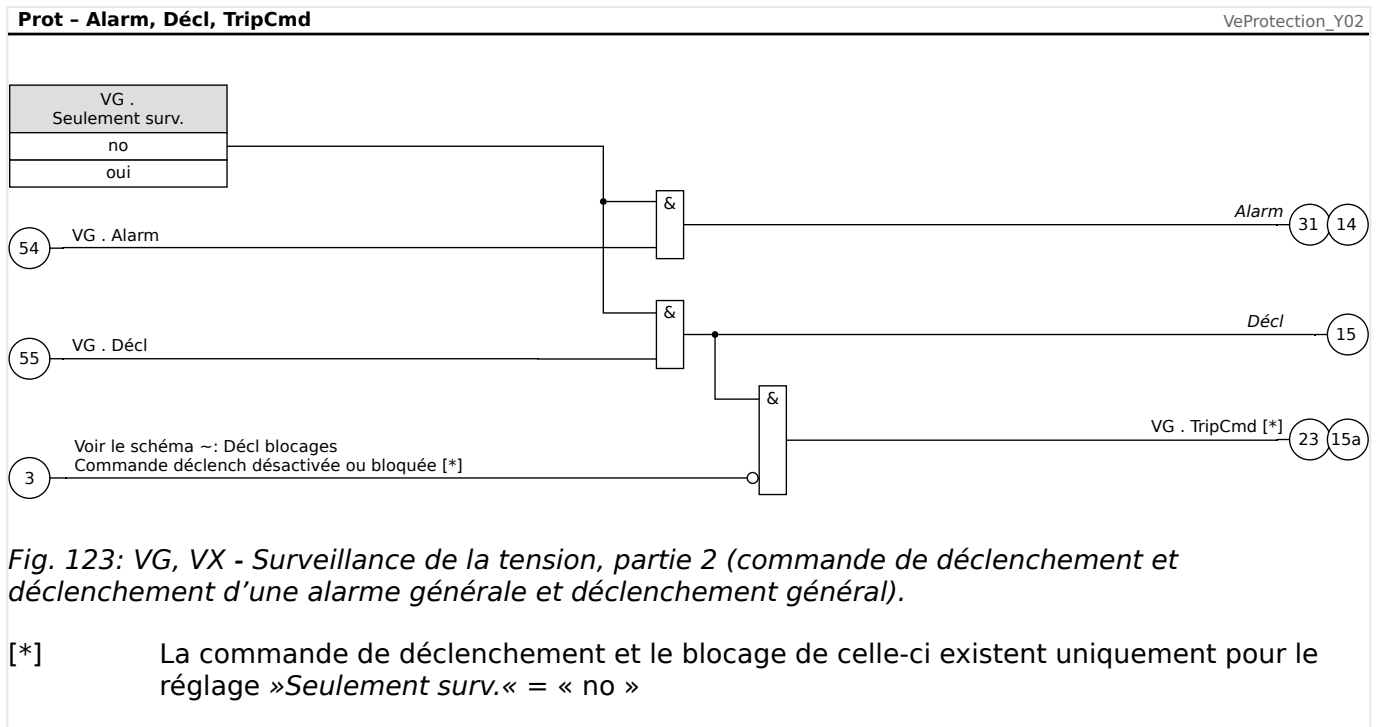 Prot – Alarm, Décl, TripCmd
VeProtection_Y02
VG .
Seulement surv.
no
oui
&
Alarm
31
14
54
VG . Alarm
&
Décl
15
55
VG . Décl
&
VG . TripCmd [*]
23
15a
Voir le schéma ~: Décl blocages
Commande déclench désactivée ou bloquée [*]
3
Fig. 123: VG, VX - Surveillance de la tension, partie 2 (commande de déclenchement et
déclenchement d’une alarme générale et déclenchement général).
[*] La commande de déclenchement et le blocage de celle-ci existent uniquement pour le
réglage »Seulement surv.« = « no »